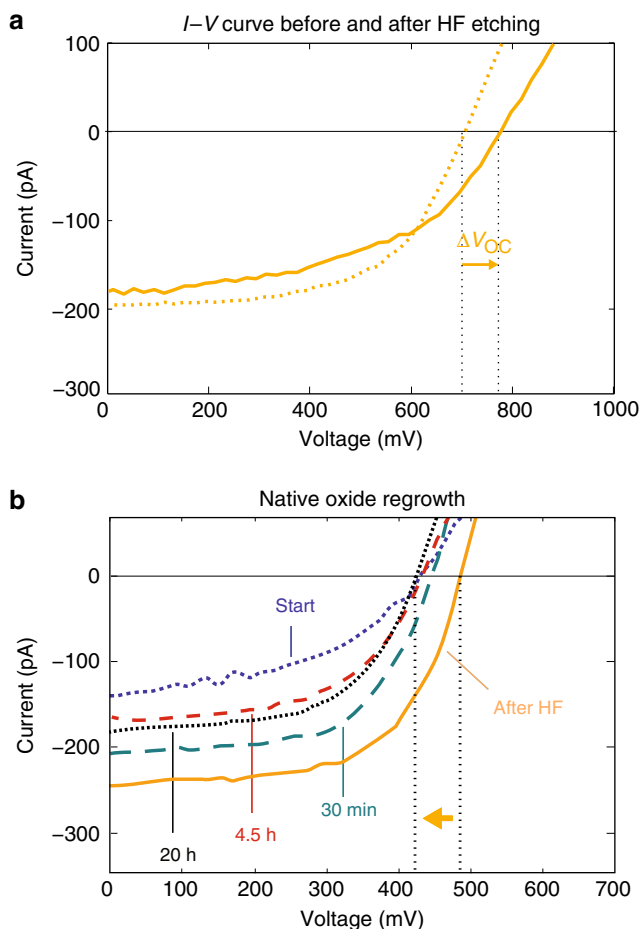 a
I–V curve before and after HF etching
100
0
−100
−200
−300
Current (pA)
ΔVOC
0
200
400
600
800
1000
Voltage (mV)
b
Native oxide regrowth
0
−100
−200
−300
Current (pA)
Start
After HF
30 min
4.5 h
20 h
0
100
200
300
400
500
600
700
Voltage (mV)